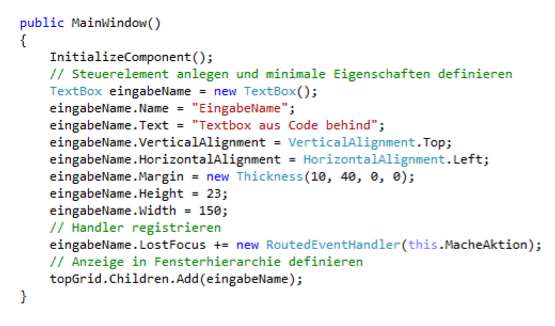 public MainWindow()
{
InitializeComponent();
// Steuerelement anlegen und minimale Eigenschaften definieren
TextBox eingabeName = new TextBox();
eingabeName.Name = "EingabeName";
eingabeName.Text = "Textbox aus Code behind";
eingabeName.VerticalAlignment = VerticalAlignment.Top;
eingabeName.HorizontalAlignment = HorizontalAlignment.Left;
eingabeName.Margin = new Thickness(10, 40, 0, 0);
eingabeName.Height = 23;
eingabeName.Width = 150;
// Handler registrieren
eingabeName.LostFocus += new RoutedEventHandler(this.MacheAktion);
// Anzeige in Fensterhierarchie definieren
topGrid.Children.Add(eingabeName);
}